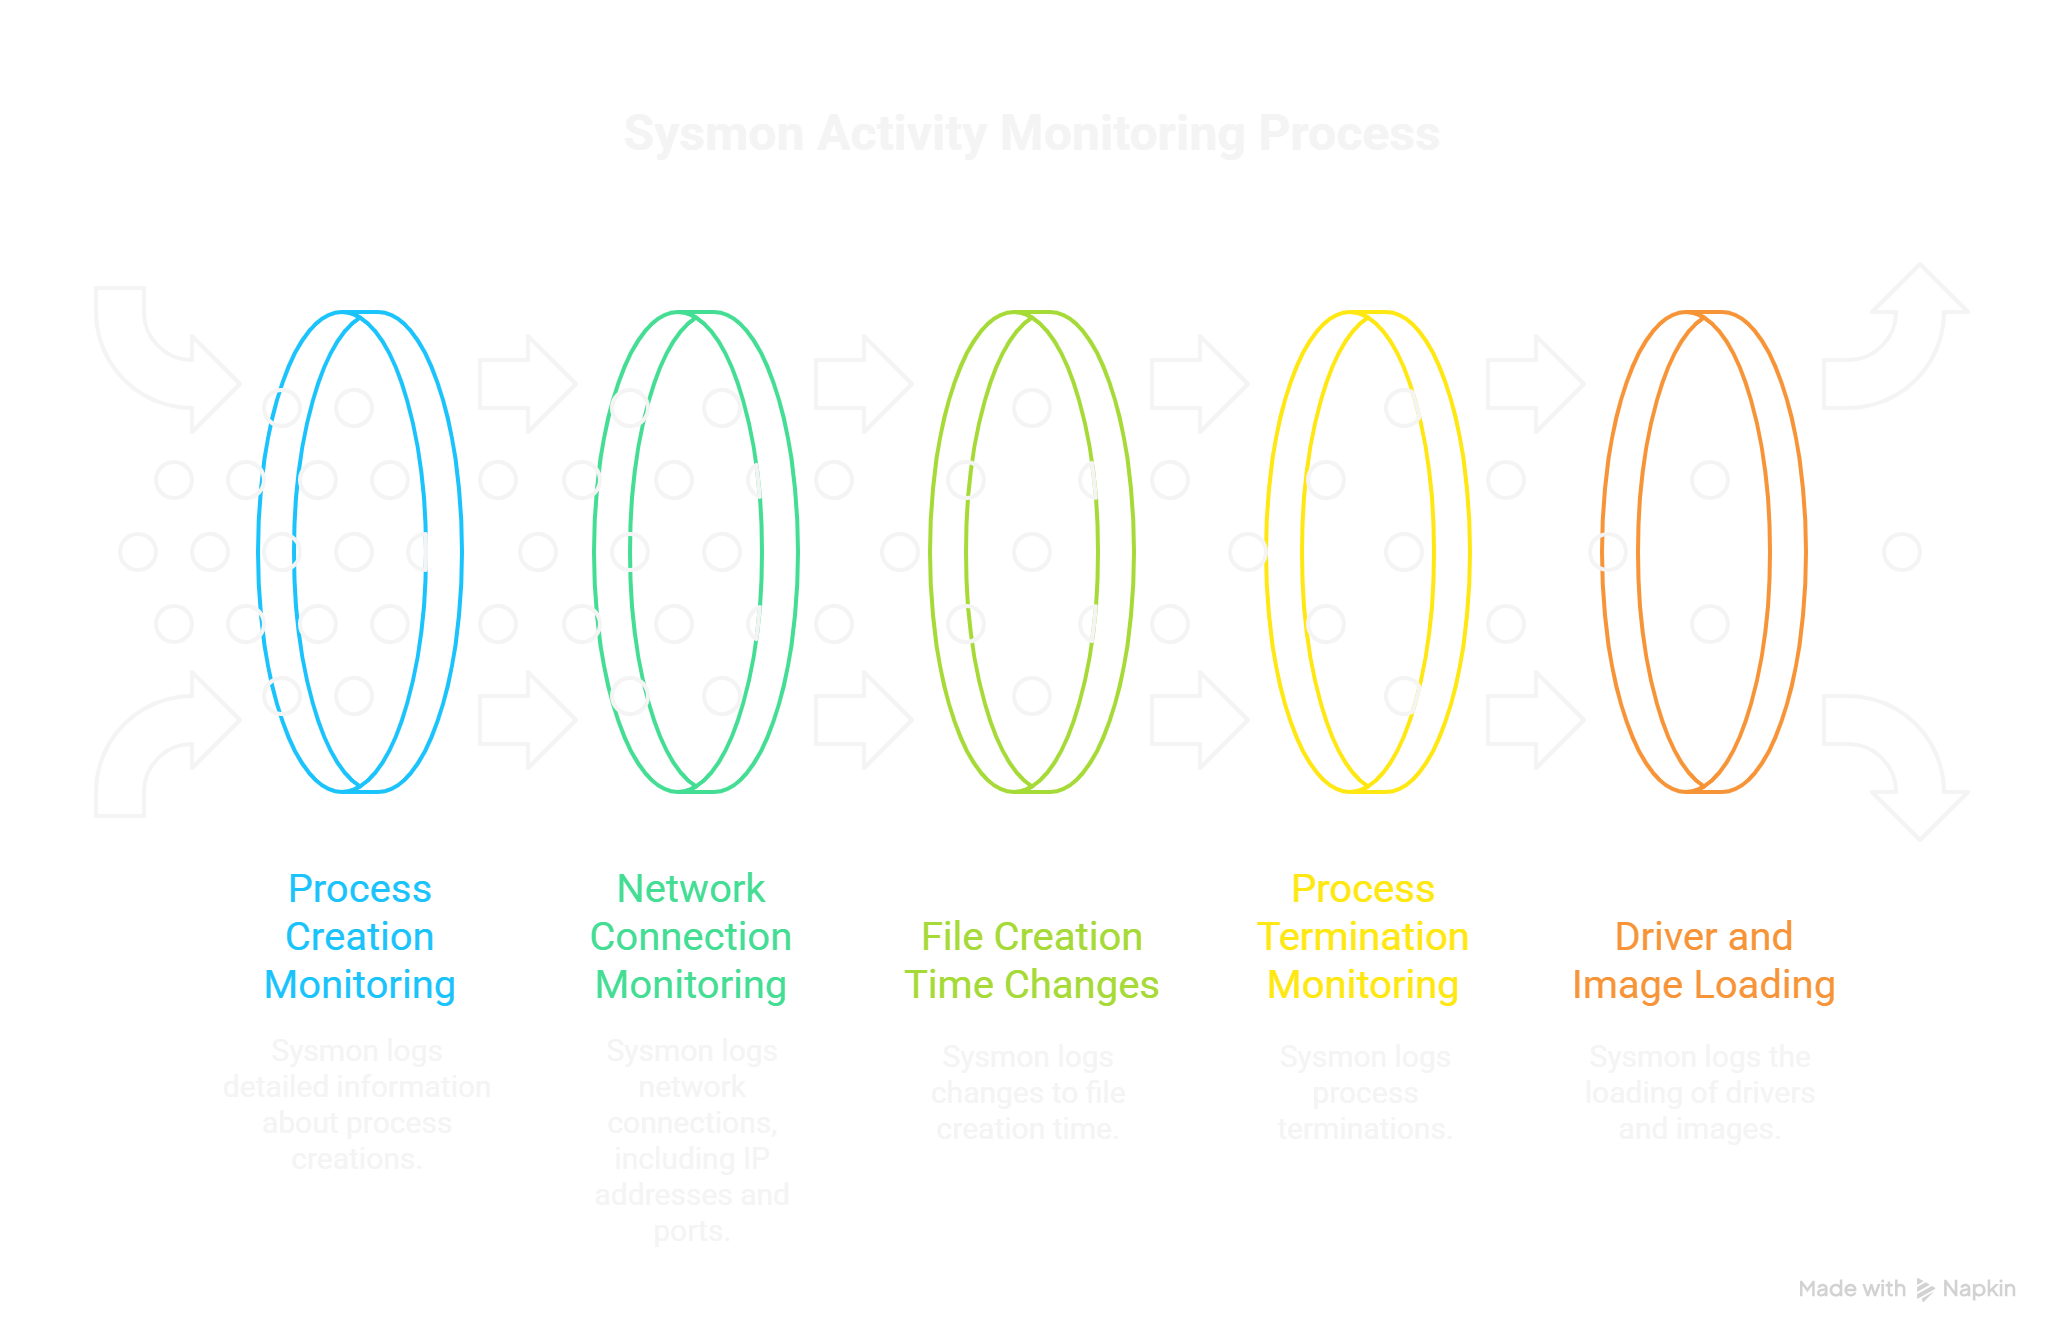 Sysmon Activity Monitoring Process
Process
Creation
Monitoring
Sysmon logs
detailed information
about process
creations.
Network
Connection
Monitoring
Sysmon logs
network
connections,
including IP
addresses and
ports.
File Creation
Time Changes
Sysmon logs
changes to file
creation time.
Process
Termination
Monitoring
Sysmon logs
process
terminations.
Driver and
Image Loading
Sysmon logs the
loading of drivers
and images.
Made with Napkin